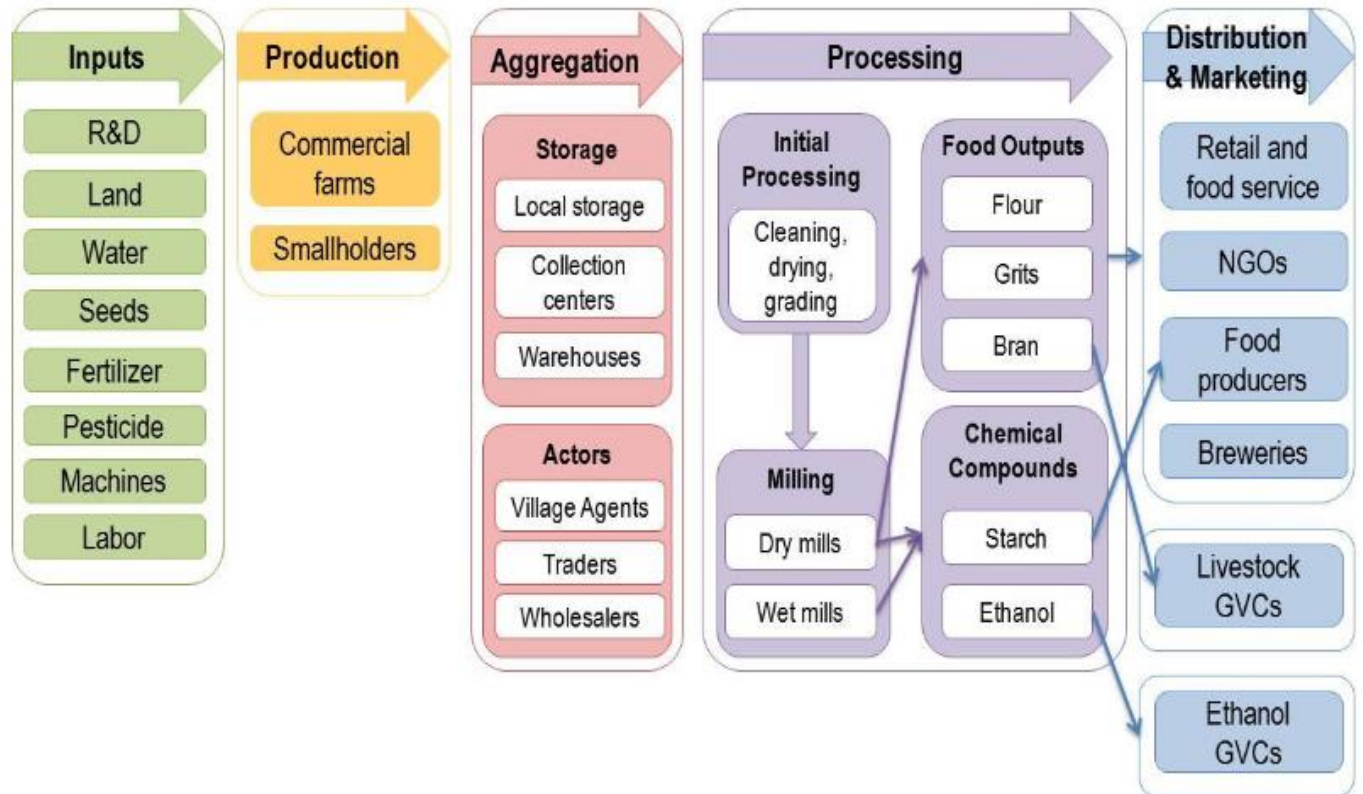 Inputs
R&D
Land
Water
Seeds
Fertilizer
Pesticide
Machines
Labor
Production
Commercial
farms
Smallholders
Aggregation
Storage
Local storage
Collection
centers
Warehouses
Actors
Village Agents
Traders
Wholesalers
Processing
Initial
Processing
Cleaning,
drying,
grading
Milling
Dry mills
Wet mills
Food Outputs
Flour
Grits
Bran
Chemical
Compounds
Starch
Ethanol
Distribution
& Marketing
Retail and
food service
NGOs
Food
producers
Breweries
Livestock
GVCs
Ethanol
GVCs